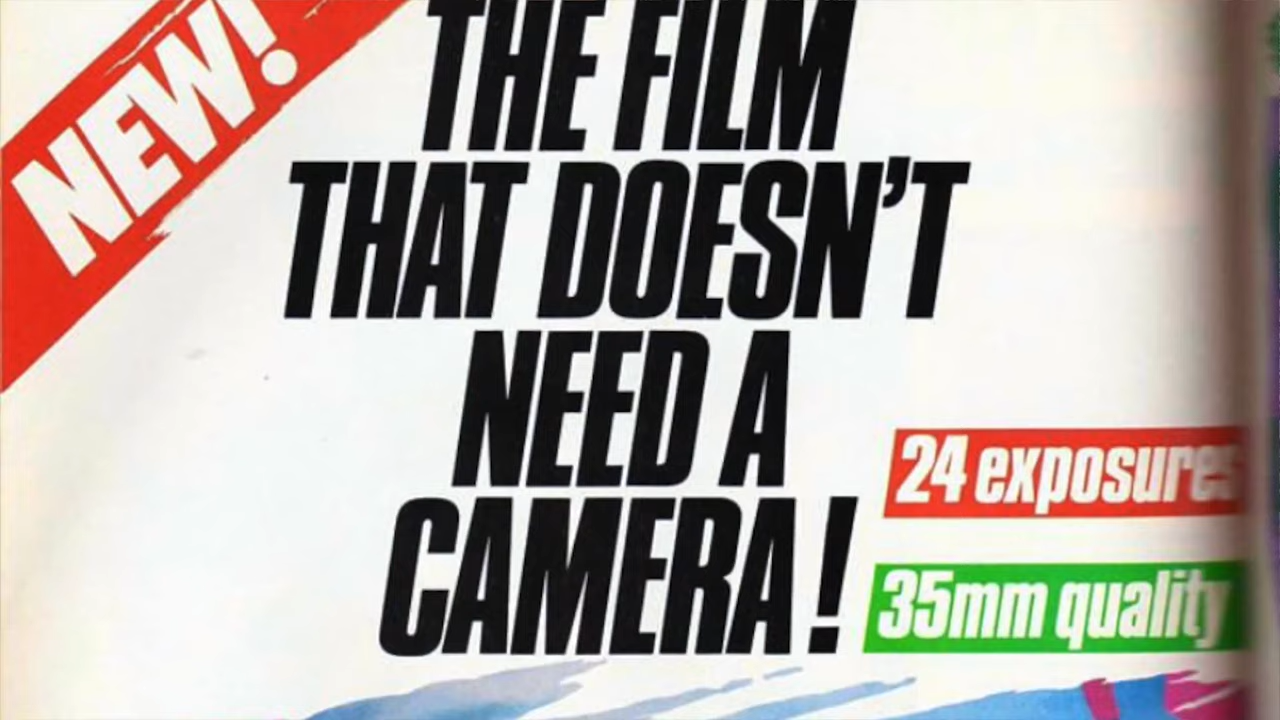 NEW!
THE FILM
THAT DOESN'T
NEED A
CAMERA!
24 exposures
35mm quality